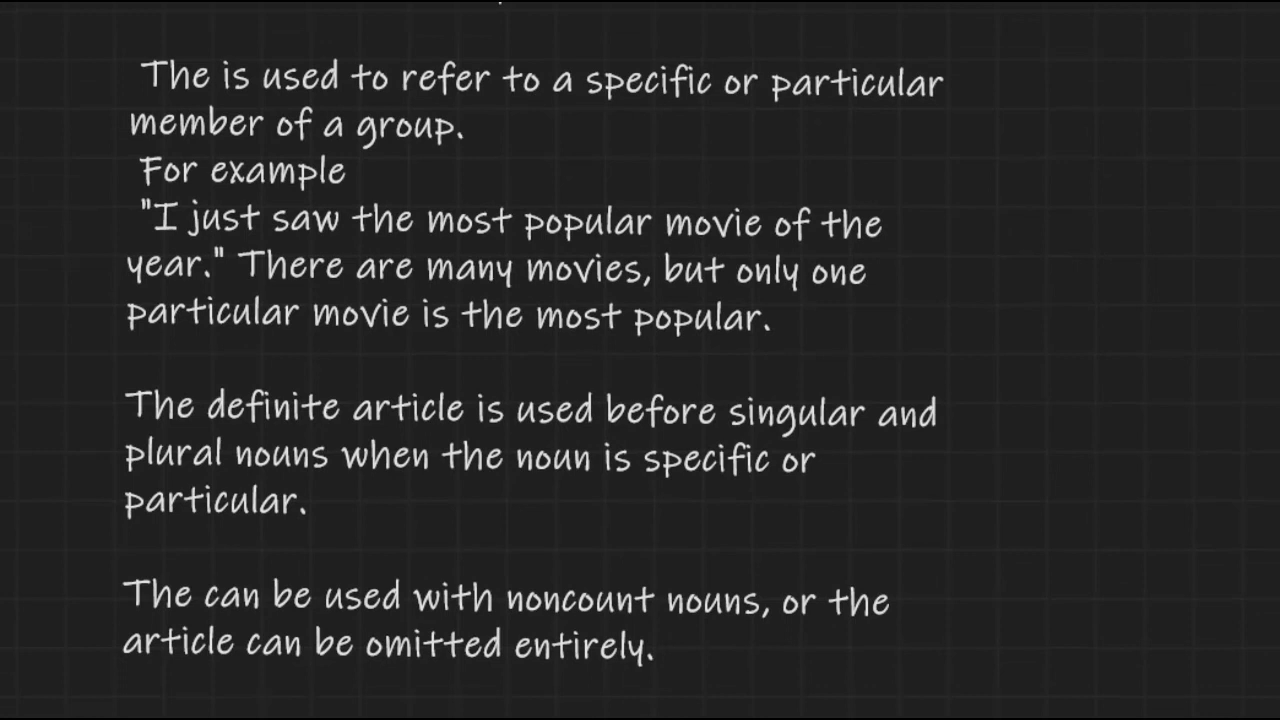 The is used to refer to a specific or particular
member of a group.
For example
"I just saw the most popular movie of the
year." There are many movies, but only one
particular movie is the most popular.
The definite article is used before singular and
plural nouns when the noun is specific or
particular.
The can be used with noncount nouns, or the
article can be omitted entirely.